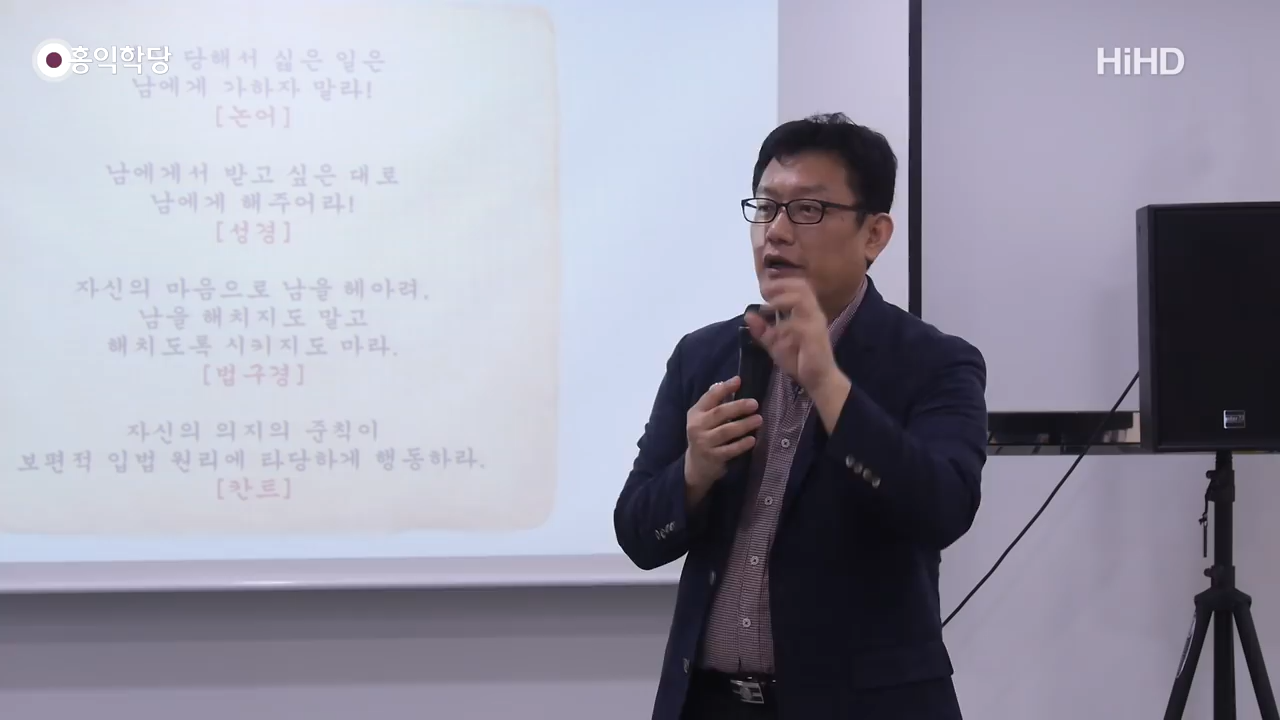 홍익학당
HiHD
당해서 싫은 일은
남에게 가하지 말라!
[논어]
남에게서 받고 싶은 대로
남에게 해주어라!
[성경]
자신의 마음으로 남을 헤아려,
남을 해치지도 말고
해치도록 시키지도 마라.
[법구경]
자신의 의지의 준칙이
보편적 입법 원리에 타당하게 행동하라.
[칸트]